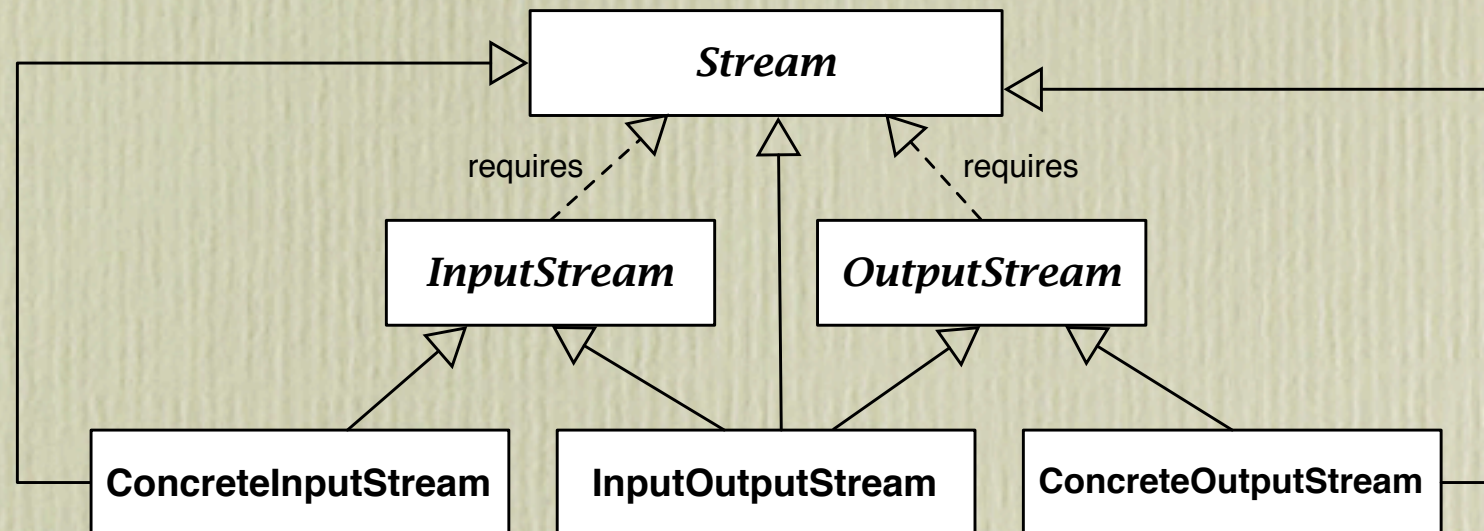 Stream
requires
requires
InputStream
OutputStream
ConcreteInputStream
InputOutputStream
ConcreteOutputStream